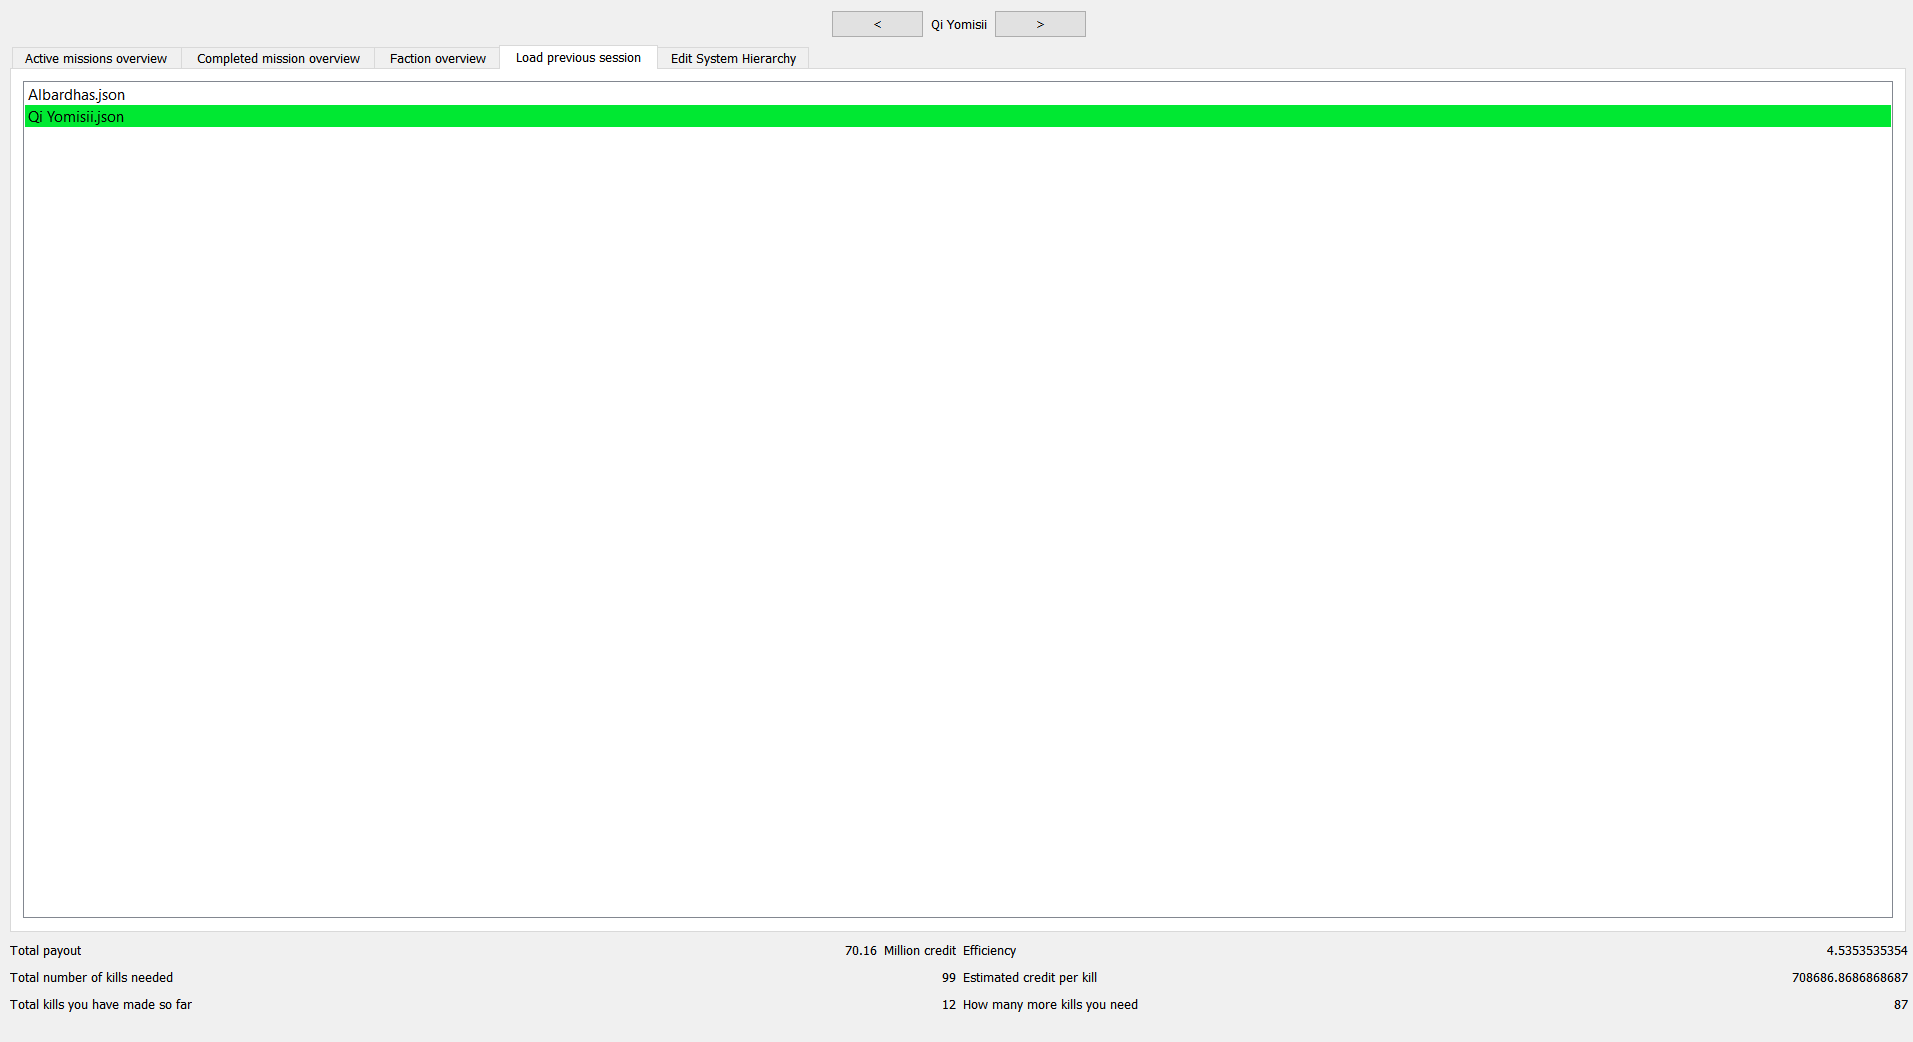 < Qi Yomisii >
Active missions overview Completed mission overview Faction overview Load previous session Edit System Hierarchy
Albardhas.json
Qi Yomisii.json
Total payout 70.16 Million credit Efficiency 4.5353535354
Total number of kills needed 99 Estimated credit per kill 708686.8686868687
Total kills you have made so far 12 How many more kills you need 87